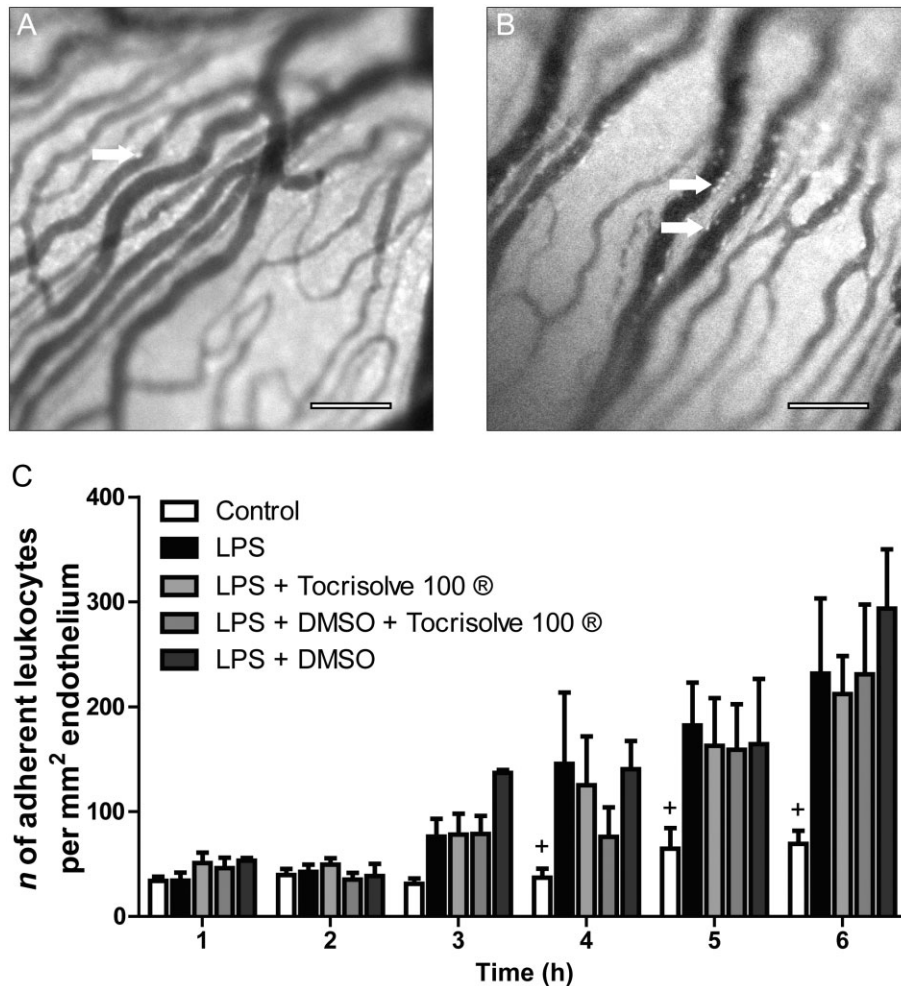 A
B
C
400
300
200
100
0
n of adherent leukocytes
per mm² endothelium
Control
LPS
LPS + Tocrisolve 100 ®
LPS + DMSO + Tocrisolve 100 ®
LPS + DMSO
+
+
+
1 2 3 4 5 6
Time (h)